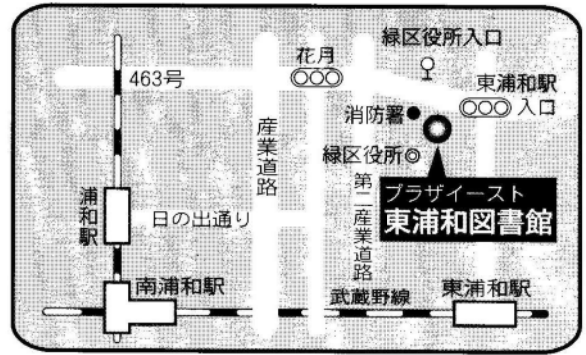 緑区役所入口
花月
463号
東浦和駅
入口
消防署
産業道路
緑区役所
プラザイースト
東浦和図書館
第二産業道路
浦和駅
日の出通り
南浦和駅
武蔵野線
東浦和駅